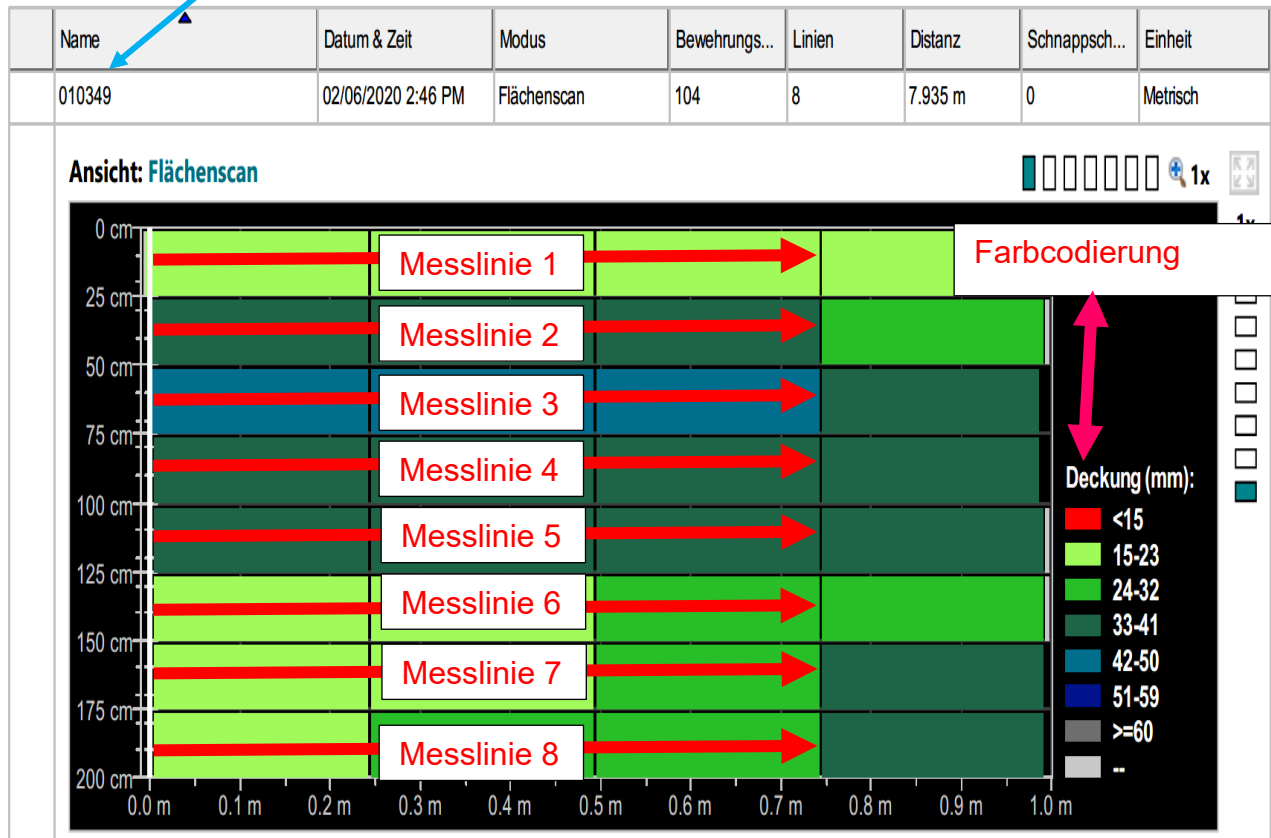 Name Datum & Zeit Modus Bewehrungs... Linien Distanz Schnappsch... Einheit
010349 02/06/2020 2:46 PM Flächenscan 104 8 7.935 m 0 Metrisch
Ansicht: Flächenscan 1x
0 cm
Messlinie 1
Farbcodierung
25 cm
Messlinie 2
50 cm
Messlinie 3
75 cm
Messlinie 4
Deckung (mm):
100 cm
<15
Messlinie 5
15-23
125 cm
24-32
Messlinie 6
33-41
150 cm
42-50
Messlinie 7
51-59
175 cm
>=60
Messlinie 8
--
200 cm
0.0 m 0.1 m 0.2 m 0.3 m 0.4 m 0.5 m 0.6 m 0.7 m 0.8 m 0.9 m 1.0 m